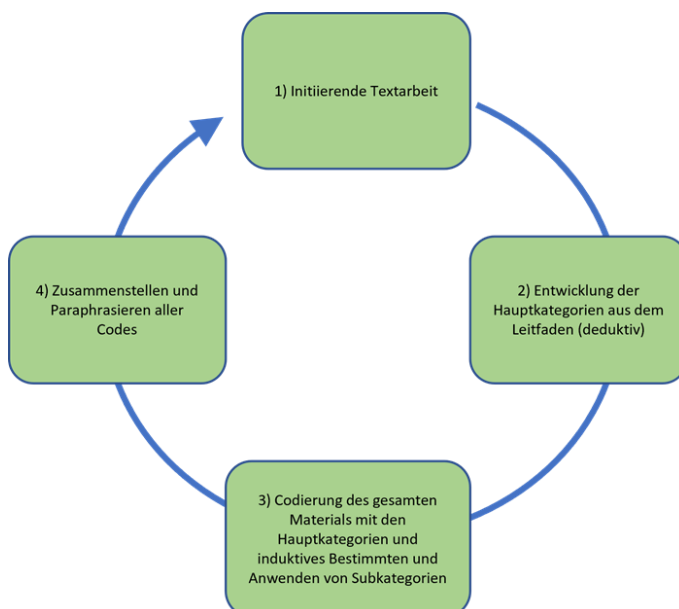 1) Initiierende Textarbeit
2) Entwicklung der
Hauptkategorien aus dem
Leitfaden (deduktiv)
3) Codierung des gesamten
Materials mit den
Hauptkategorien und
induktives Bestimmten und
Anwenden von Subkategorien
4) Zusammenstellen und
Paraphrasieren aller
Codes